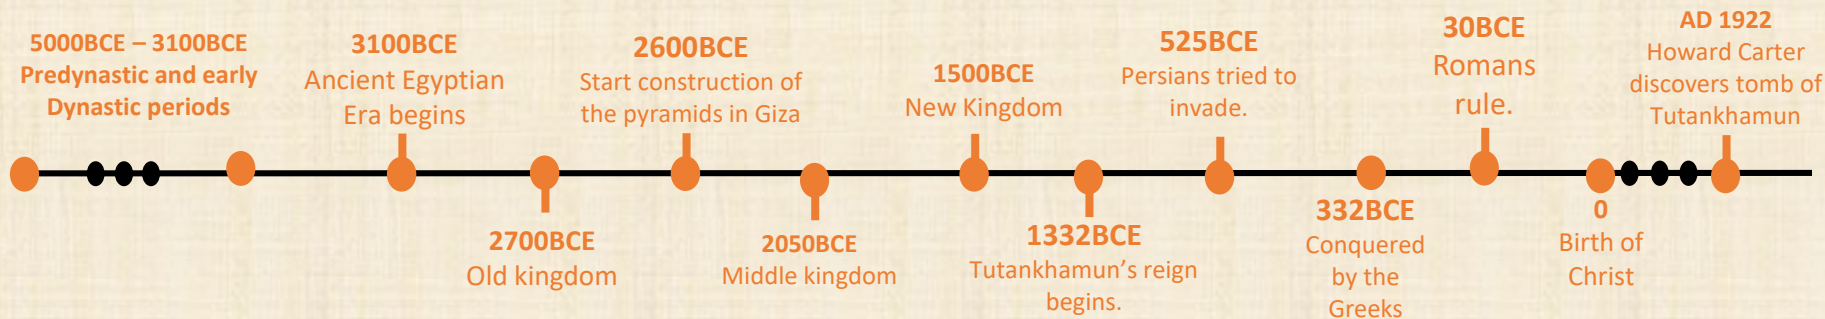 5000BCE – 3100BCE
Predynastic and early
Dynastic periods
3100BCE
Ancient Egyptian
Era begins
2700BCE
Old kingdom
2600BCE
Start construction of
the pyramids in Giza
2050BCE
Middle kingdom
1500BCE
New Kingdom
1332BCE
Tutankhamun’s reign
begins.
525BCE
Persians tried to
invade.
332BCE
Conquered
by the
Greeks
30BCE
Romans
rule.
0
Birth of
Christ
AD 1922
Howard Carter
discovers tomb of
Tutankhamun